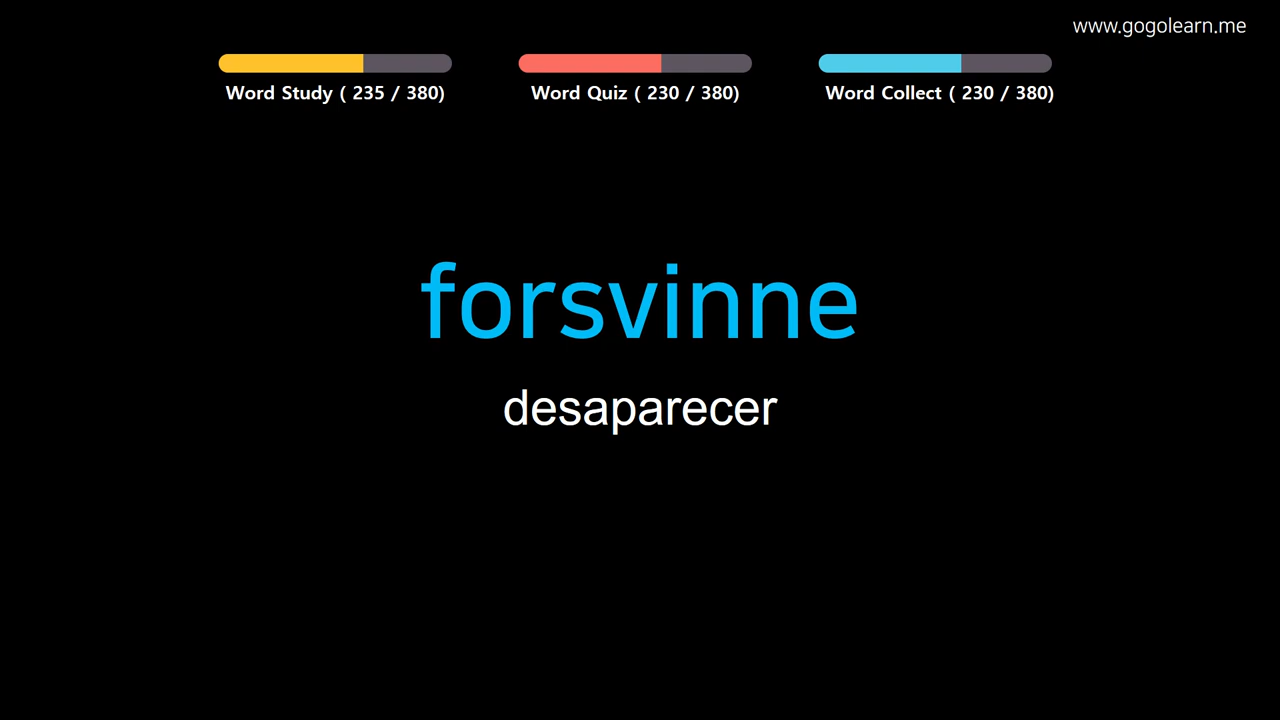 www.gogolearn.me
Word Study ( 235 / 380)
Word Quiz ( 230 / 380)
Word Collect ( 230 / 380)
forsvinne
desaparecer